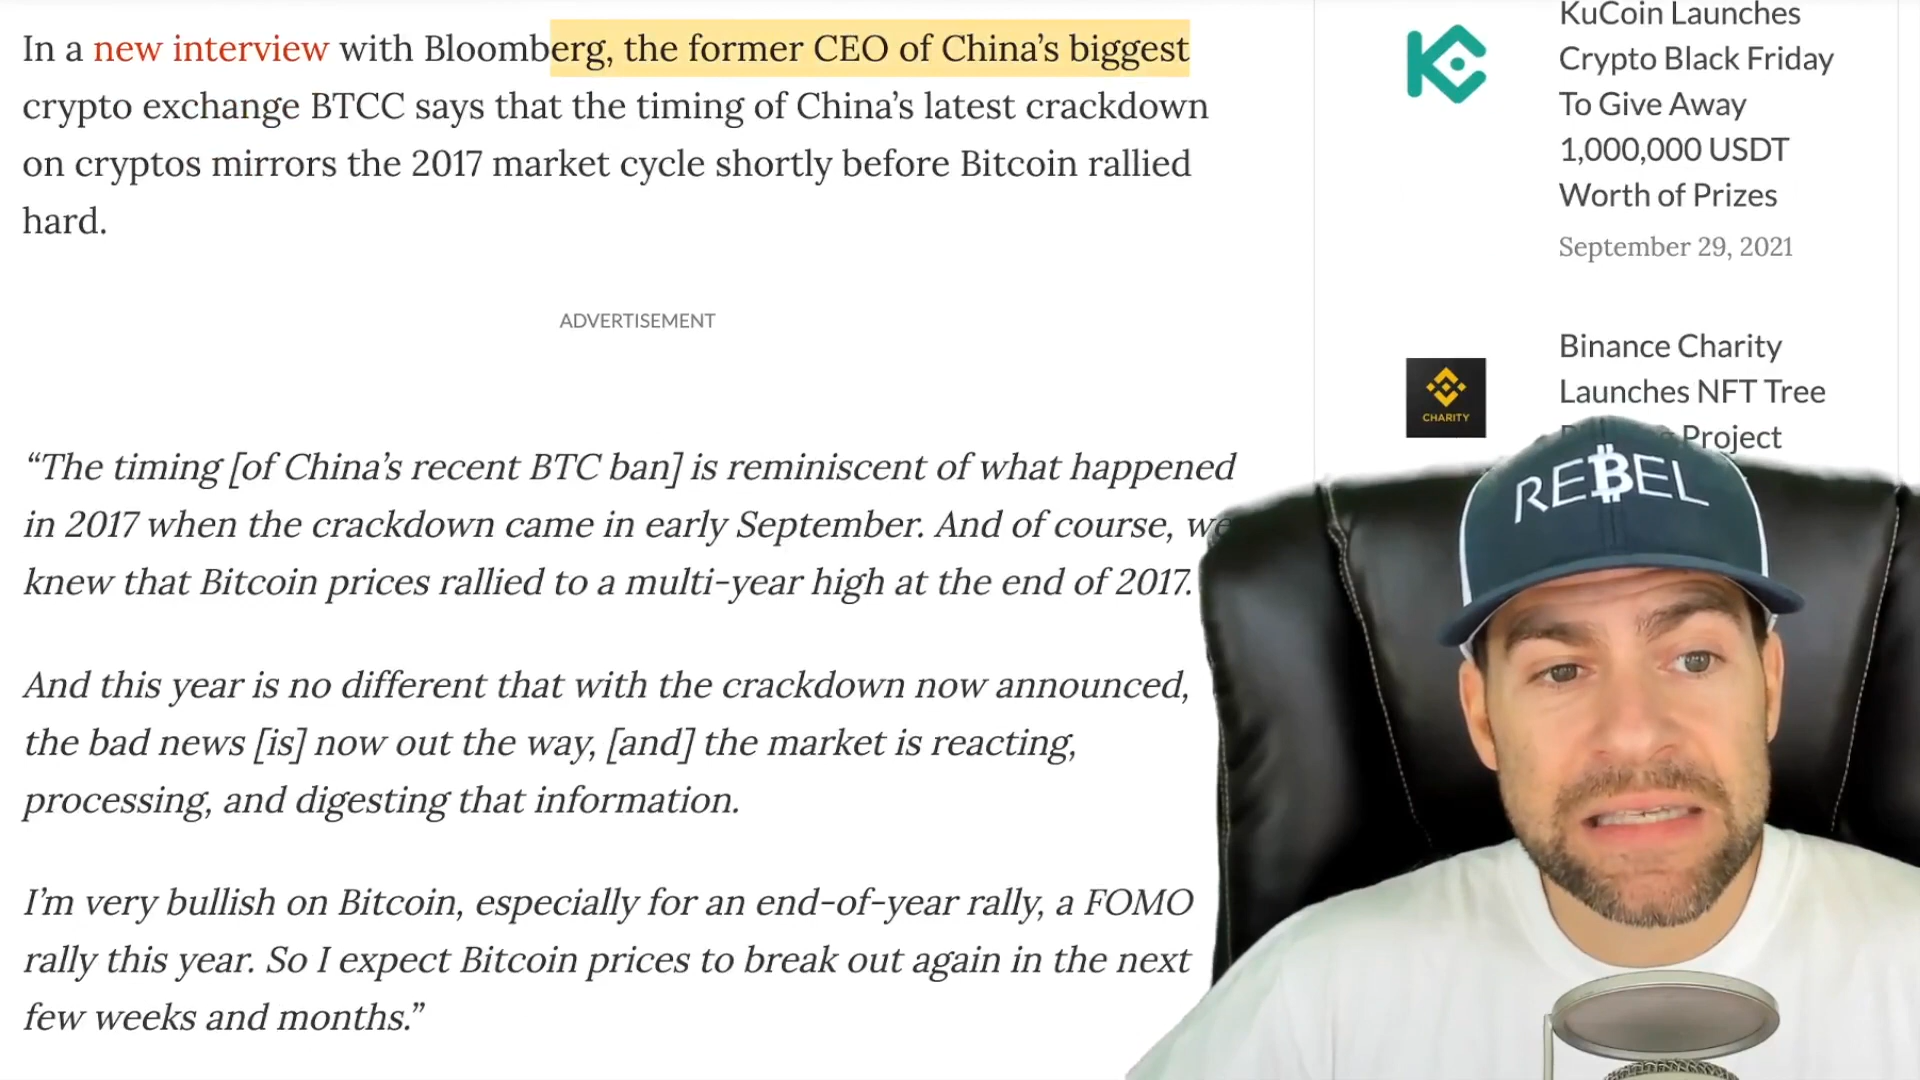 In a new interview with Bloomberg, the former CEO of China’s biggest
crypto exchange BTCC says that the timing of China’s latest crackdown
on cryptos mirrors the 2017 market cycle shortly before Bitcoin rallied
hard.
ADVERTISEMENT
“The timing [of China’s recent BTC ban] is reminiscent of what happened
in 2017 when the crackdown came in early September. And of course, we
knew that Bitcoin prices rallied to a multi-year high at the end of 2017.
And this year is no different that with the crackdown now announced,
the bad news [is] now out the way, [and] the market is reacting,
processing, and digesting that information.
I’m very bullish on Bitcoin, especially for an end-of-year rally, a FOMO
rally this year. So I expect Bitcoin prices to break out again in the next
few weeks and months.”
KuCoin Launches
Crypto Black Friday
To Give Away
1,000,000 USDT
Worth of Prizes
September 29, 2021
CHARITY
Binance Charity
Launches NFT Tree
Project
REBEL